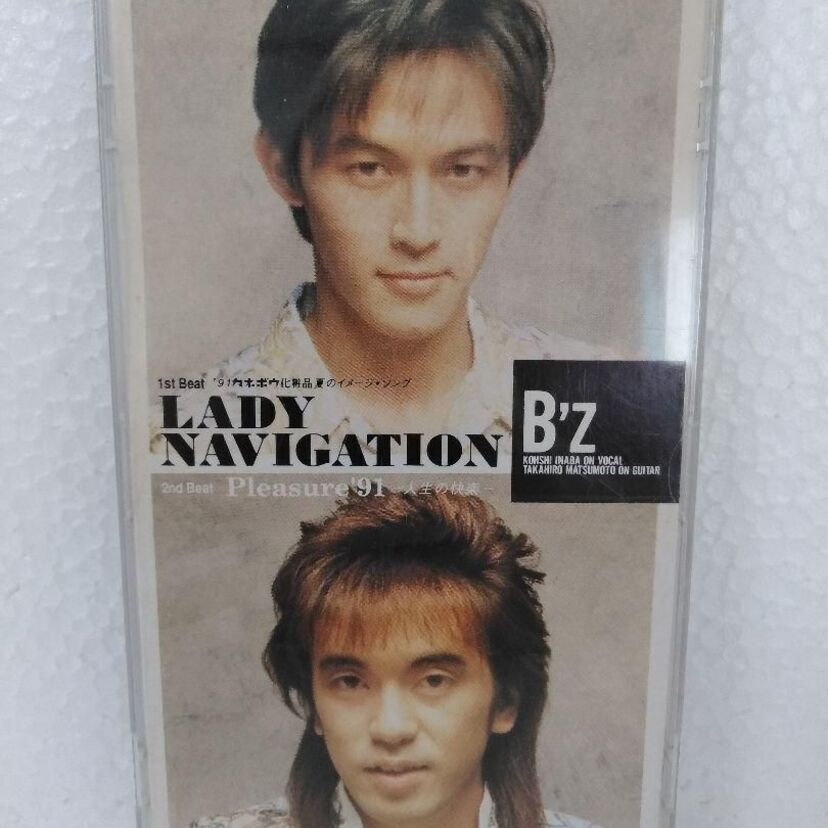 1st Beat '91カネボウ化粧品 夏のイメージ・ソング
LADY
NAVIGATION
2nd Beat Pleasure'91 −人生の快楽−
B'z
KOHSHI INABA ON VOCAL
TAKAHIRO MATSUMOTO ON GUITAR